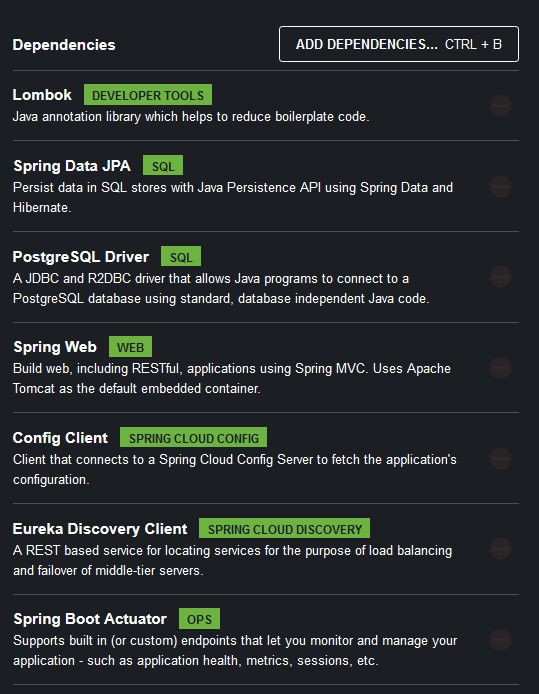 Dependencies
ADD DEPENDENCIES... CTRL + B
Lombok DEVELOPER TOOLS
Java annotation library which helps to reduce boilerplate code.
Spring Data JPA SQL
Persist data in SQL stores with Java Persistence API using Spring Data and
Hibernate.
PostgreSQL Driver SQL
A JDBC and R2DBC driver that allows Java programs to connect to a
PostgreSQL database using standard, database independent Java code.
Spring Web WEB
Build web, including RESTful, applications using Spring MVC. Uses Apache
Tomcat as the default embedded container.
Config Client SPRING CLOUD CONFIG
Client that connects to a Spring Cloud Config Server to fetch the application's
configuration.
Eureka Discovery Client SPRING CLOUD DISCOVERY
A REST based service for locating services for the purpose of load balancing
and failover of middle-tier servers.
Spring Boot Actuator OPS
Supports built in (or custom) endpoints that let you monitor and manage your
application - such as application health, metrics, sessions, etc.